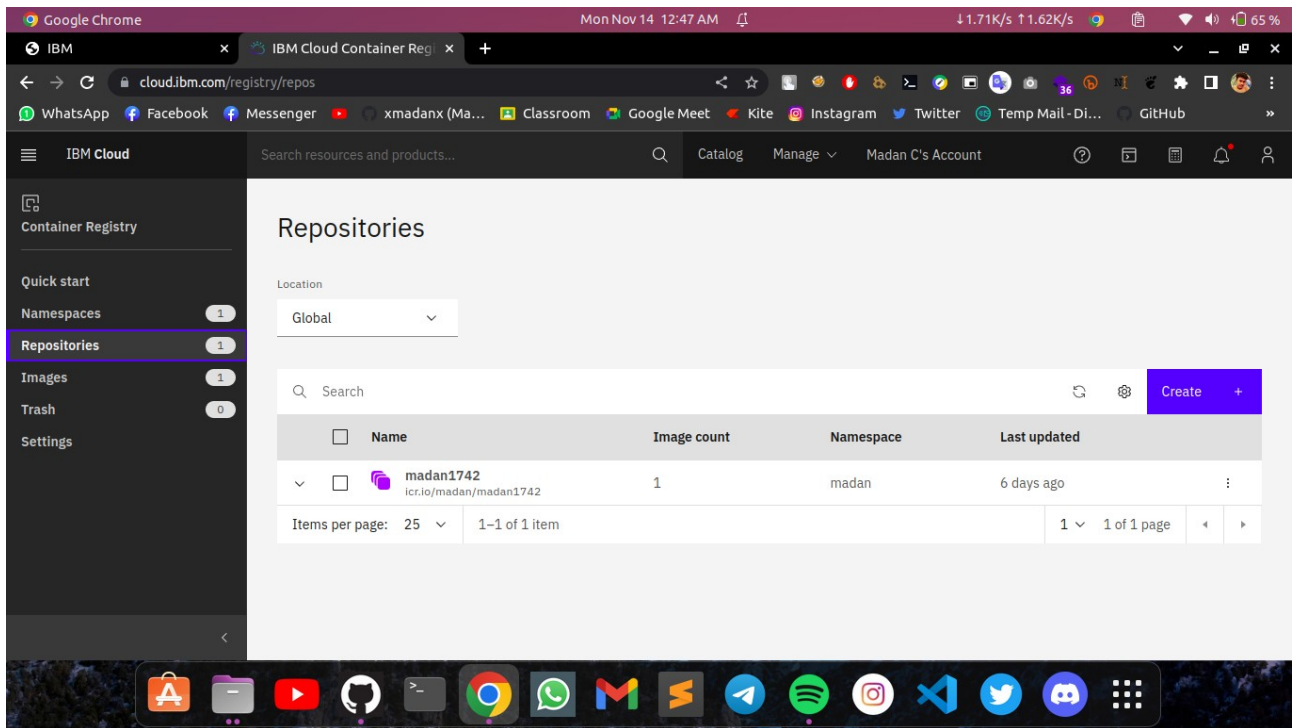 Google Chrome Mon Nov 14 12:47 AM ↓1.71K/s ↑1.62K/s 65 %
IBM IBM Cloud Container Regi
cloud.ibm.com/registry/repos 36
WhatsApp Facebook Messenger xmadanx (Ma... Classroom Google Meet Kite Instagram Twitter Temp Mail - Di... GitHub »
IBM Cloud Search resources and products... Catalog Manage Madan C's Account
Container Registry
Quick start
Namespaces 1
Repositories 1
Images 1
Trash 0
Settings
Repositories
Location
Global
Search Create +
Name Image count Namespace Last updated
madan1742 1 madan 6 days ago
icr.io/madan/madan1742
Items per page: 25 1–1 of 1 item 1 1 of 1 page